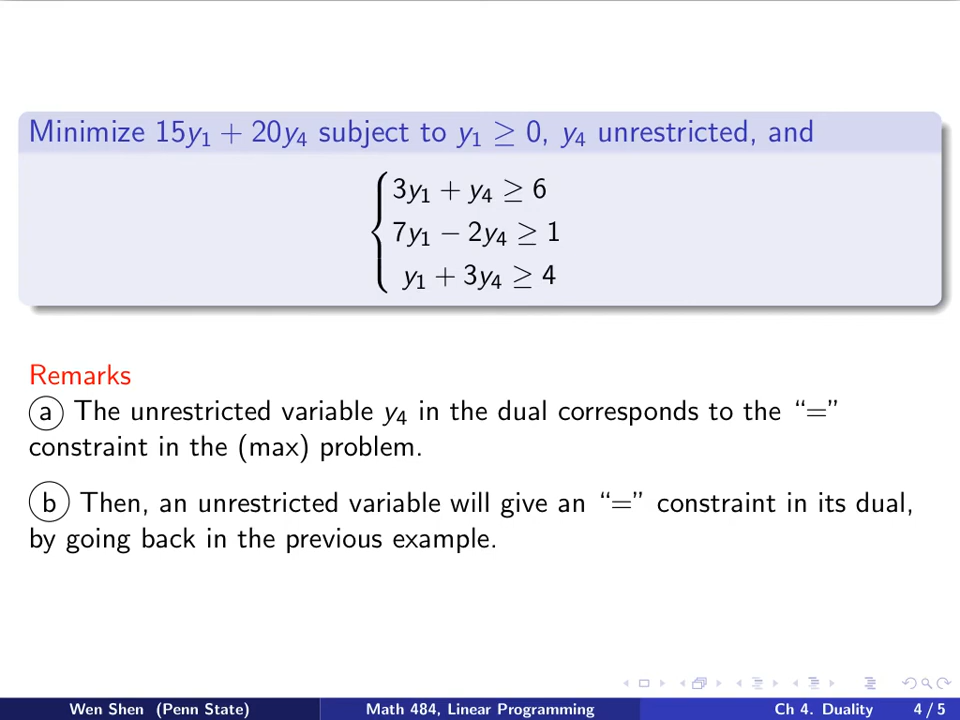 Minimize 15y₁ + 20y₄ subject to y₁ ≥ 0, y₄ unrestricted, and
3y₁ + y₄ ≥ 6
7y₁ − 2y₄ ≥ 1
y₁ + 3y₄ ≥ 4
Remarks
ⓐ The unrestricted variable y₄ in the dual corresponds to the “=”
constraint in the (max) problem.
ⓑ Then, an unrestricted variable will give an “=” constraint in its dual,
by going back in the previous example.
Wen Shen (Penn State) Math 484, Linear Programming Ch 4. Duality 4 / 5